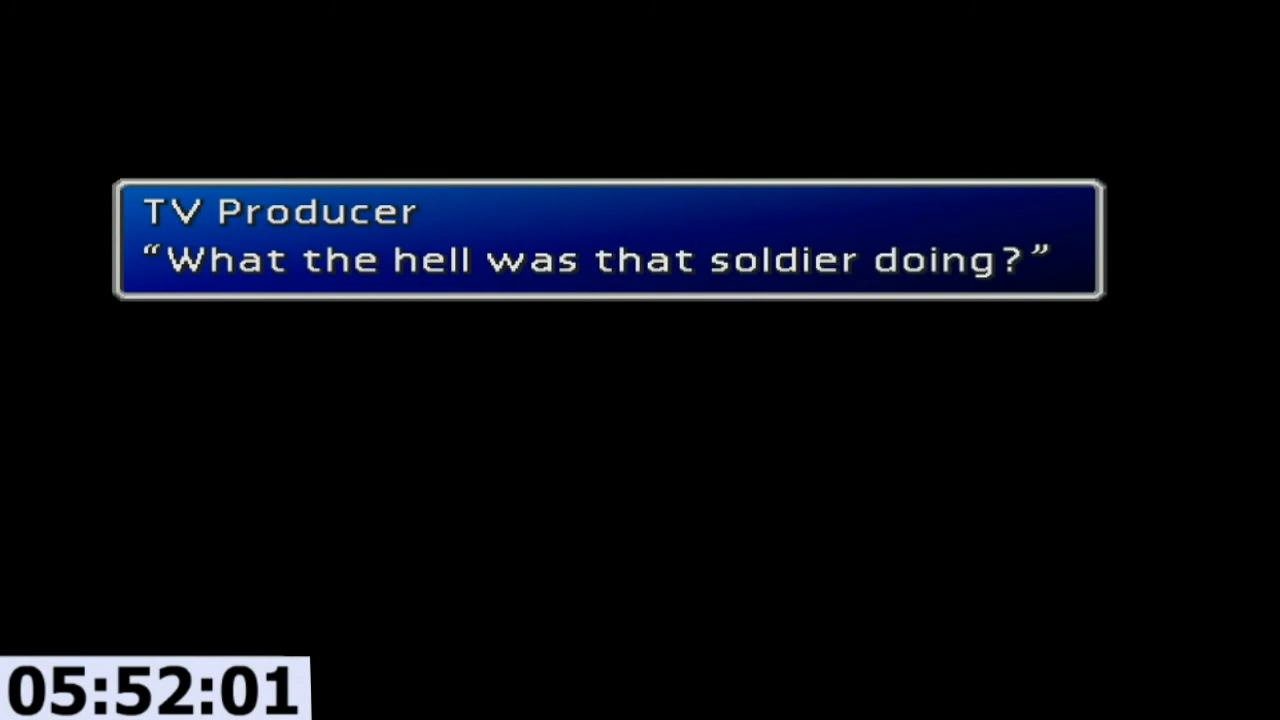 TV Producer
“What the hell was that soldier doing?”
05:52:01